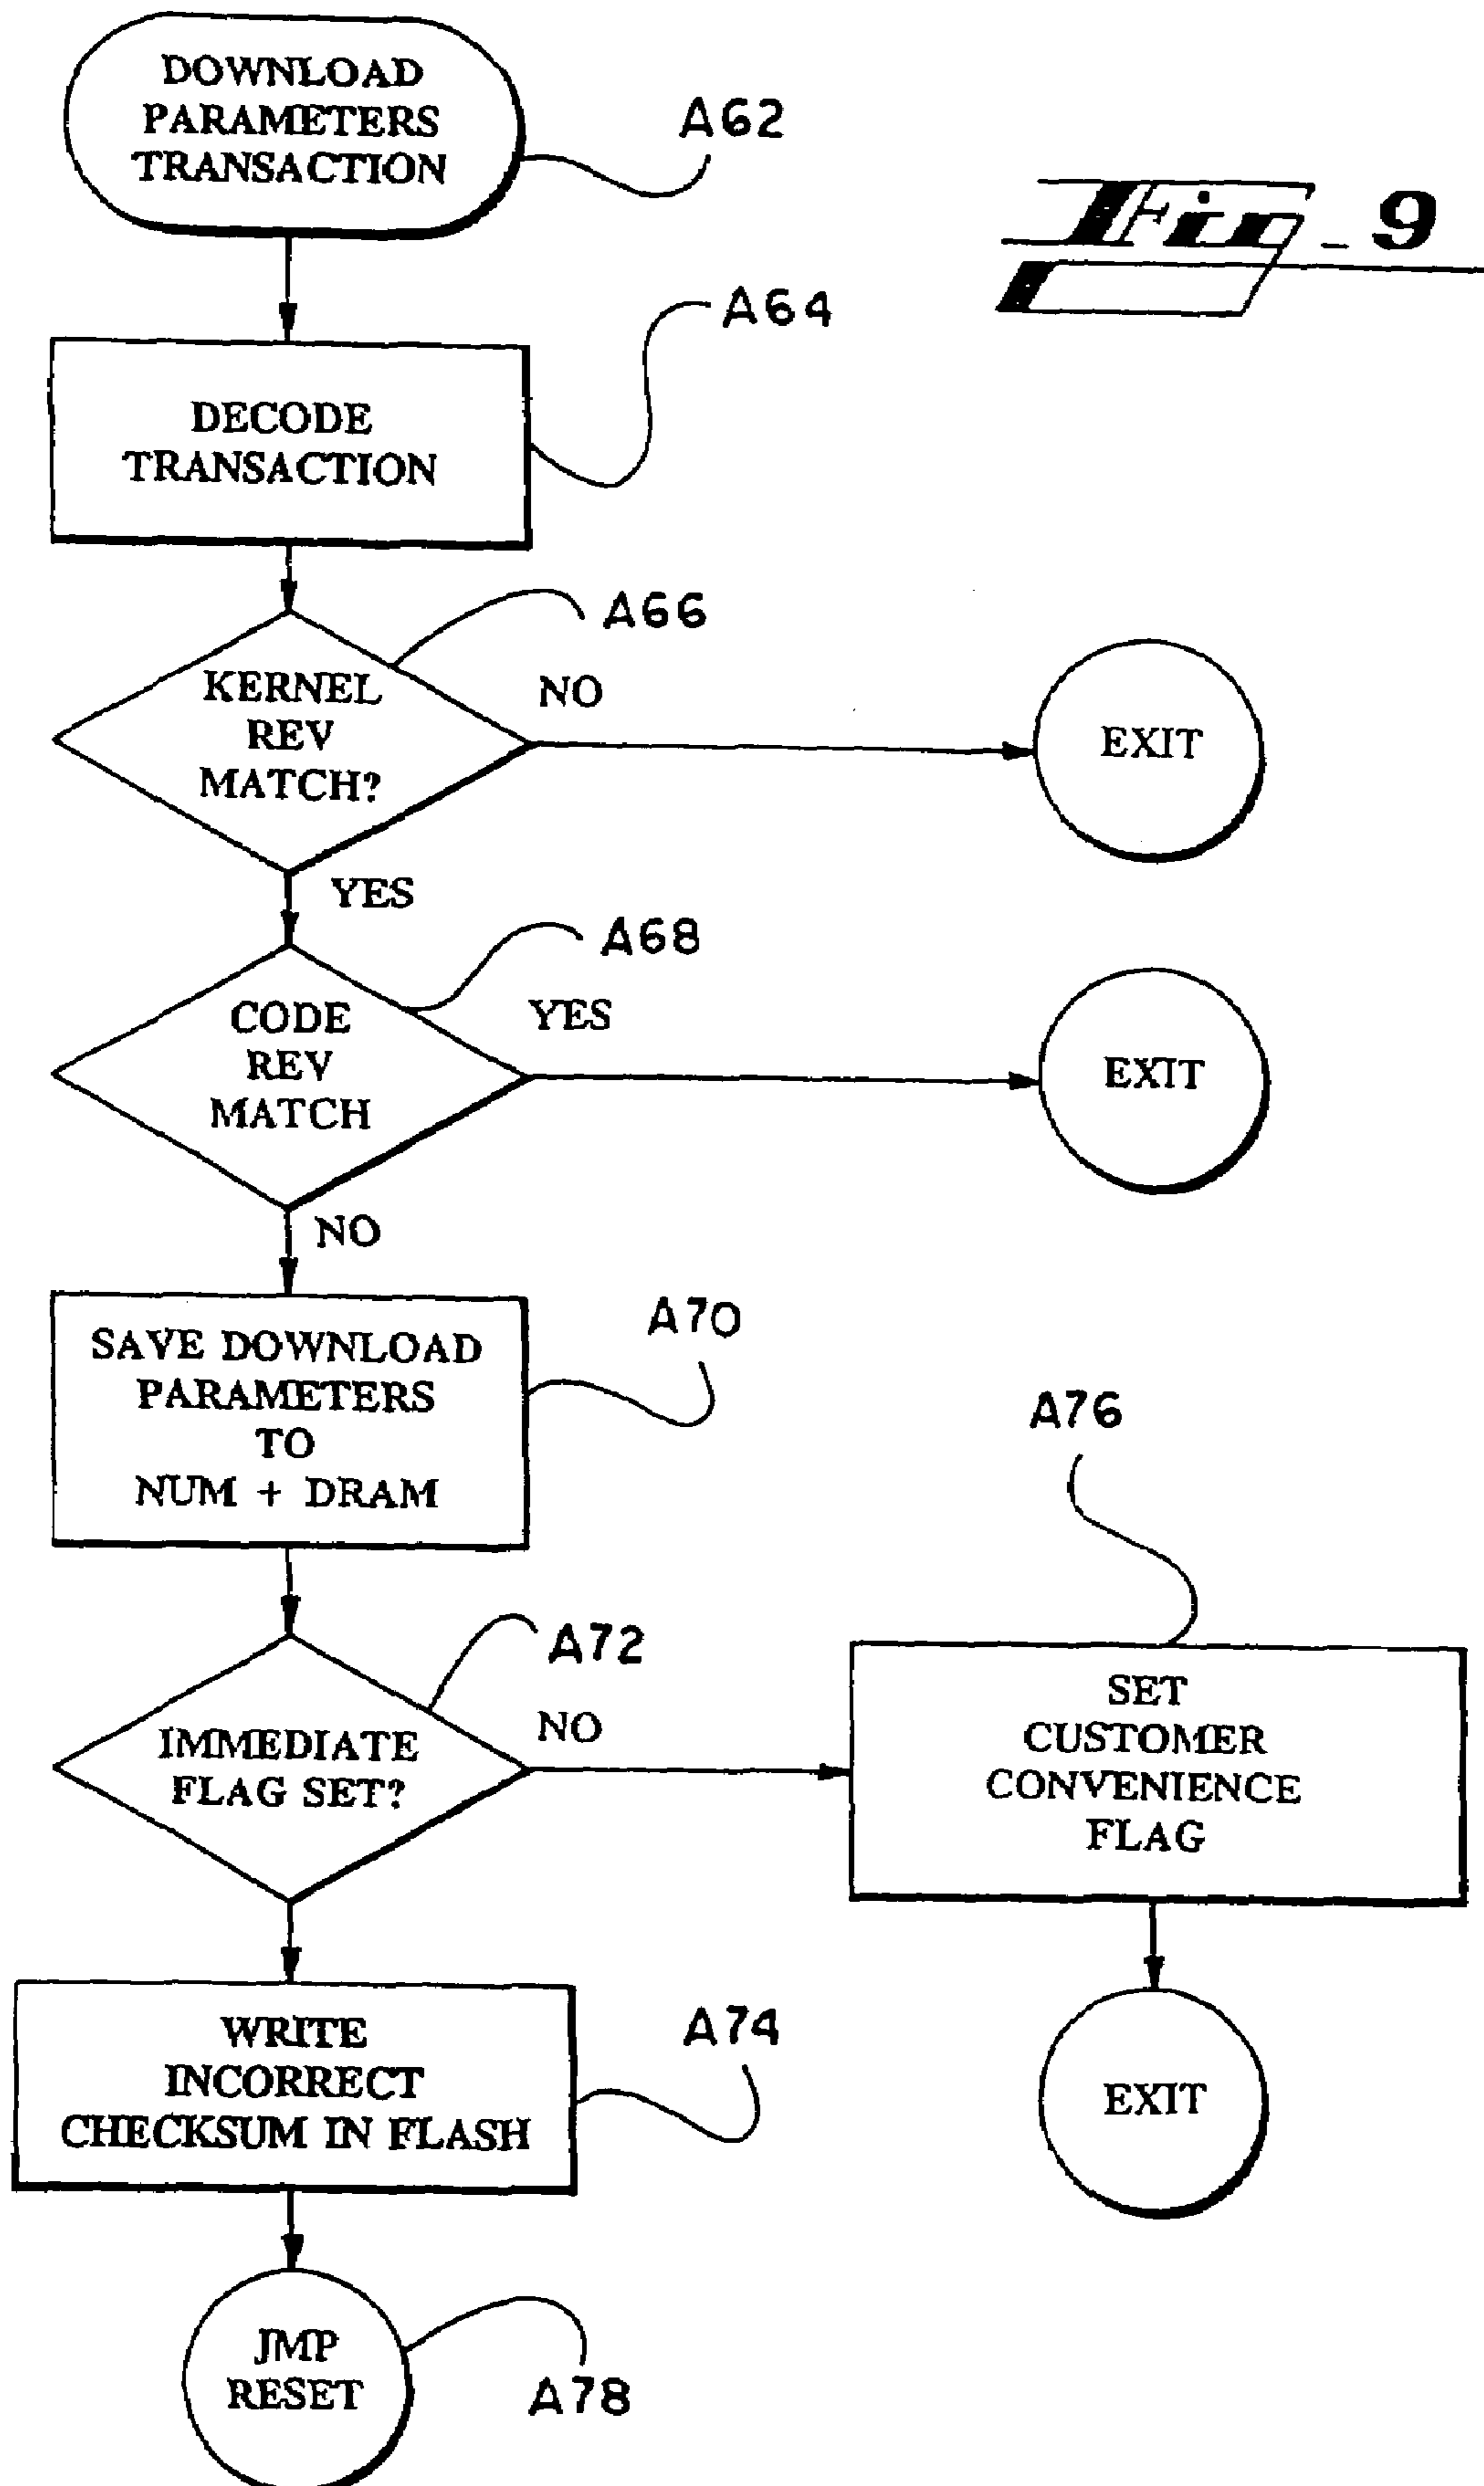 DOWNLOAD
PARAMETERS
TRANSACTION
A62
Fig_9
A64
DECODE
TRANSACTION
A66
KERNEL
REV
MATCH?
NO
EXIT
YES
A68
CODE
REV
MATCH
YES
EXIT
NO
A70
SAVE DOWNLOAD
PARAMETERS
TO
NUM + DRAM
A76
A72
IMMEDIATE
FLAG SET?
NO
SET
CUSTOMER
CONVENIENCE
FLAG
A74
WRITE
INCORRECT
CHECKSUM IN FLASH
EXIT
JMP
RESET
A78